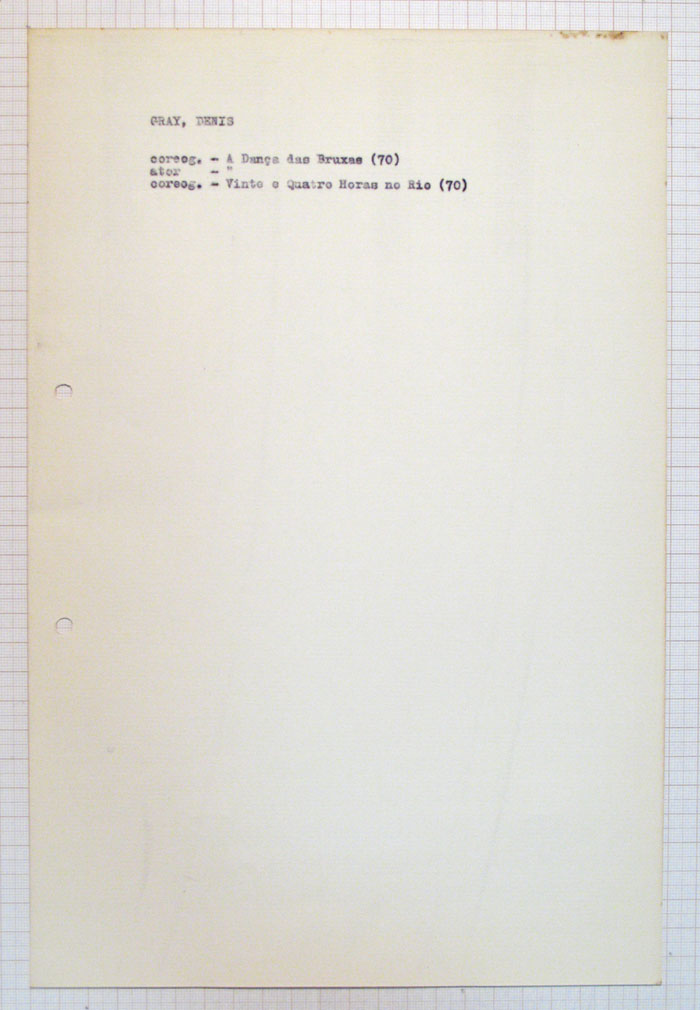 GRAY, DENIS
coreog. - A Dança das Bruxas (70)
ator - "
coreog. - Vinte e Quatro Horas no Rio (70)